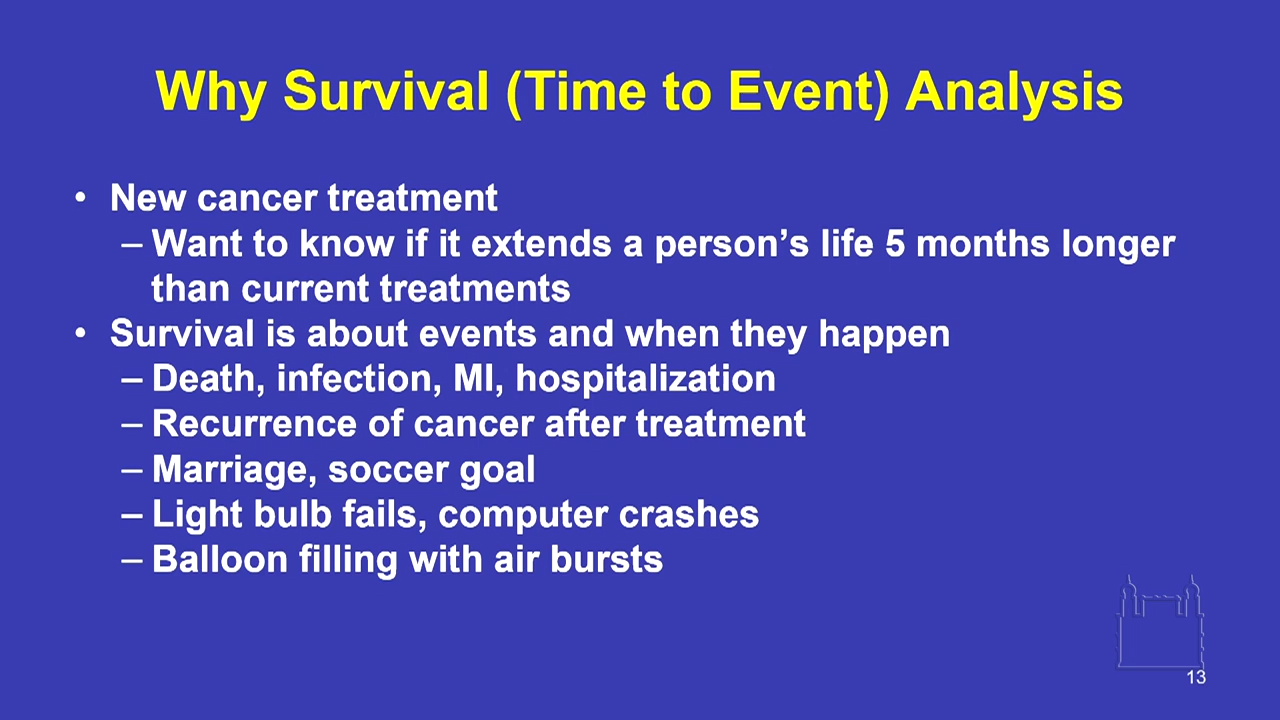 Why Survival (Time to Event) Analysis
• New cancer treatment
– Want to know if it extends a person’s life 5 months longer
than current treatments
• Survival is about events and when they happen
– Death, infection, MI, hospitalization
– Recurrence of cancer after treatment
– Marriage, soccer goal
– Light bulb fails, computer crashes
– Balloon filling with air bursts
13